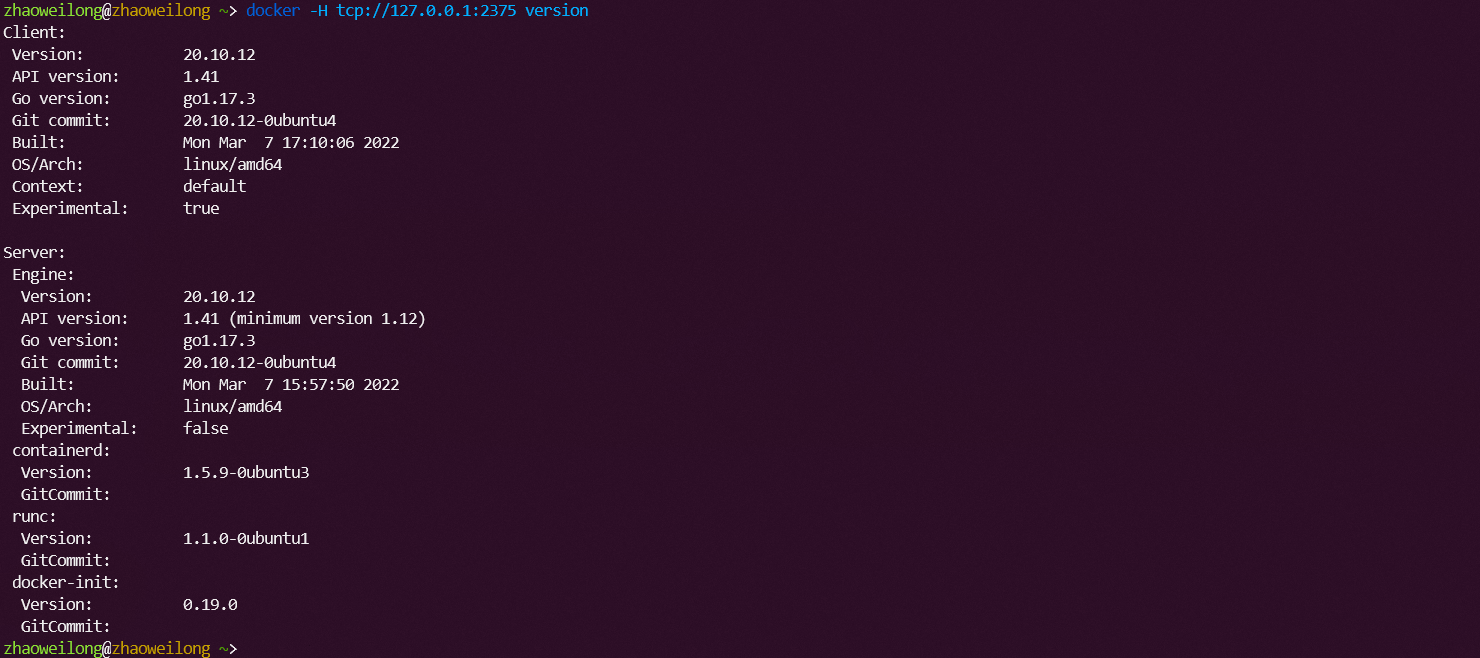 zhaoweilong@zhaoweilong ~> docker -H tcp://127.0.0.1:2375 version
Client:
 Version:           20.10.12
 API version:       1.41
 Go version:        go1.17.3
 Git commit:        20.10.12-0ubuntu4
 Built:             Mon Mar  7 17:10:06 2022
 OS/Arch:           linux/amd64
 Context:           default
 Experimental:      true

Server:
 Engine:
  Version:          20.10.12
  API version:      1.41 (minimum version 1.12)
  Go version:       go1.17.3
  Git commit:       20.10.12-0ubuntu4
  Built:            Mon Mar  7 15:57:50 2022
  OS/Arch:          linux/amd64
  Experimental:     false
 containerd:
  Version:          1.5.9-0ubuntu3
  GitCommit:
 runc:
  Version:          1.1.0-0ubuntu1
  GitCommit:
 docker-init:
  Version:          0.19.0
  GitCommit:
zhaoweilong@zhaoweilong ~>